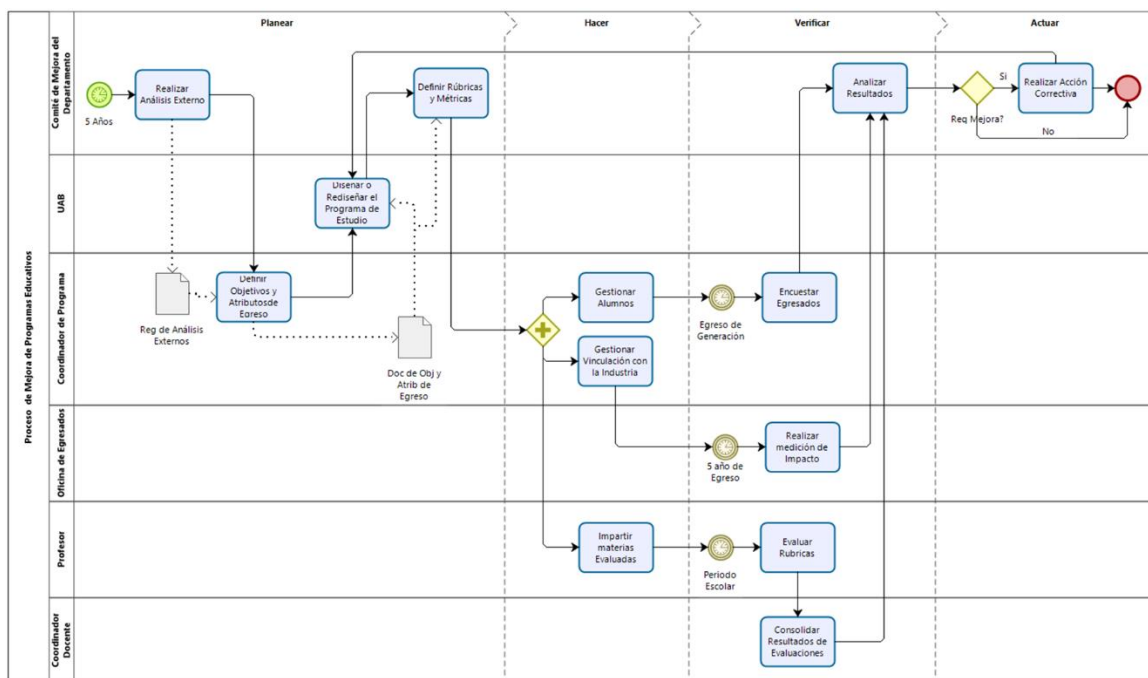 Proceso de Mejora de Programas Educativos
Planear
Hacer
Verificar
Actuar
Comité de Mejora del
Departamento
5 Años
Realizar
Análisis Externo
Definir Rúbricas
y Métricas
Analizar
Resultados
Req Mejora?
Si
No
Realizar Acción
Correctiva
UAB
Diseñar o
Rediseñar el
Programa de
Estudio
Coordinador de Programa
Reg de Análisis
Externos
Definir
Objetivos y
Atributosde
Egreso
Doc de Obj y
Atrib de
Egreso
Gestionar
Alumnos
Gestionar
Vinculación con
la Industria
Egreso de
Generación
Encuestar
Egresados
Oficina de Egresados
5 año de
Egreso
Realizar
medición de
Impacto
Profesor
Impartir
materias
Evaluadas
Periodo
Escolar
Evaluar
Rubricas
Coordinador
Docente
Consolidar
Resultados de
Evaluaciones